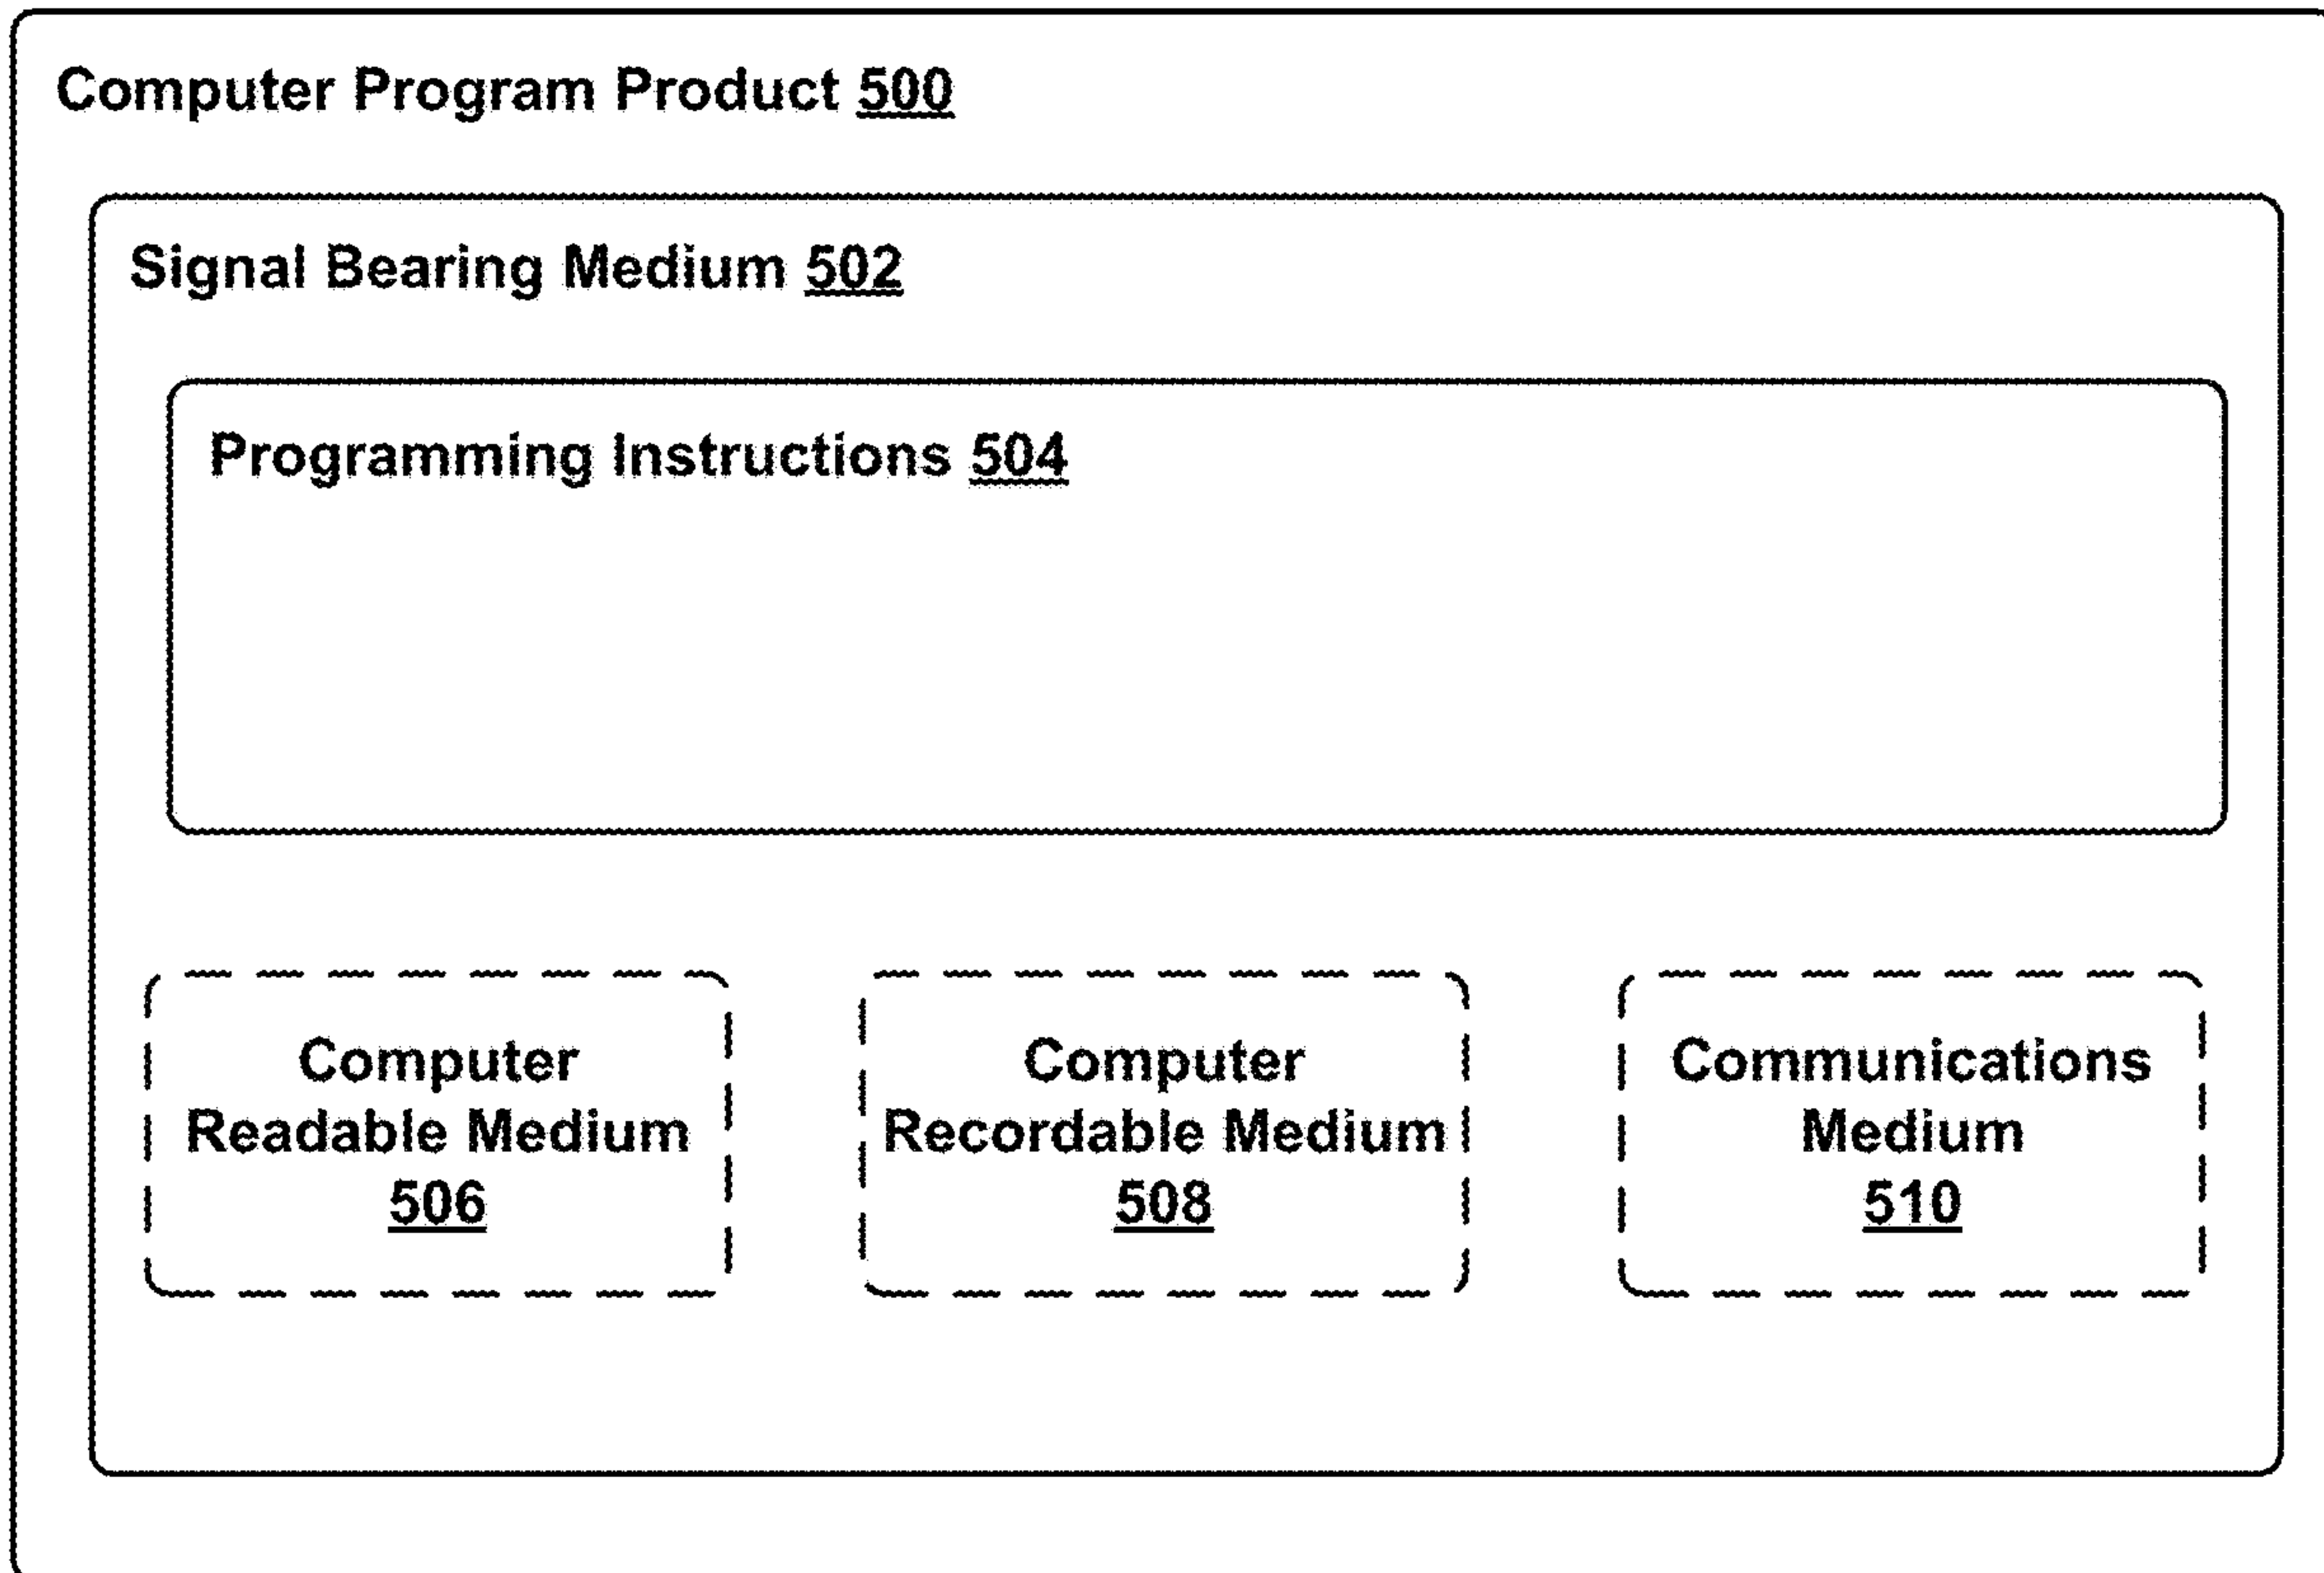 Computer Program Product 500
Signal Bearing Medium 502
Programming Instructions 504
Computer
Readable Medium
506
Computer
Recordable Medium
508
Communications
Medium
510